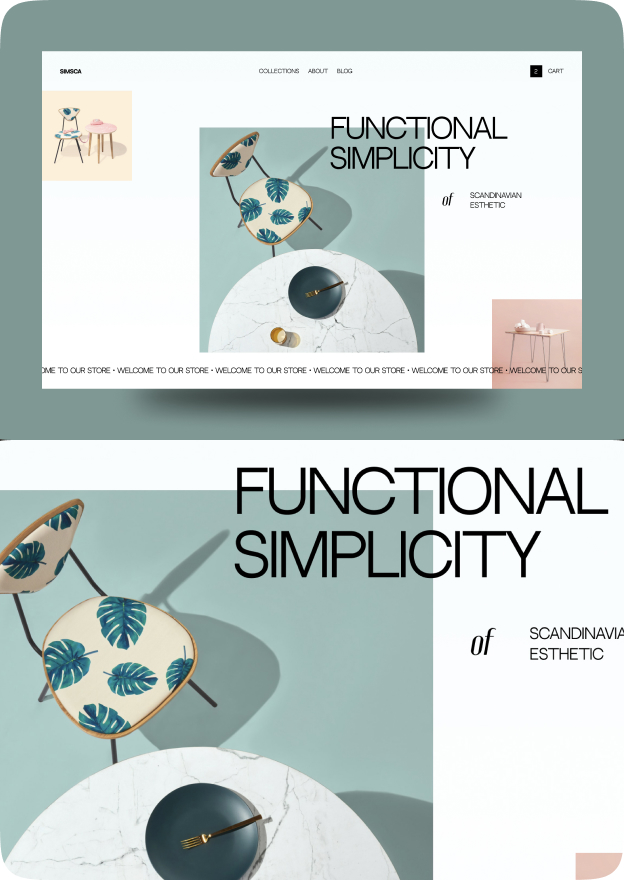 SIMSCA
COLLECTIONS ABOUT BLOG
2 CART
FUNCTIONAL
SIMPLICITY
of SCANDINAVIAN
ESTHETIC
OME TO OUR STORE • WELCOME TO OUR STORE • WELCOME TO OUR STORE • WELCOME TO OUR STORE • WELCOME TO OUR STORE • WELCOME TO OUR S
FUNCTIONAL
SIMPLICITY
of SCANDINAVIA
ESTHETIC